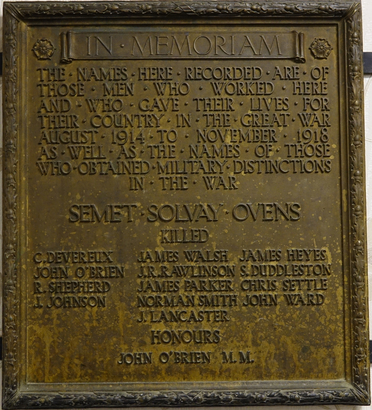 IN · MEMORIAM
THE · NAMES · HERE · RECORDED · ARE · OF
THOSE · MEN · WHO · WORKED · HERE
AND · WHO · GAVE · THEIR · LIVES · FOR
THEIR · COUNTRY · IN · THE · GREAT · WAR
AUGUST · 1914 · TO · NOVEMBER · 1918
AS · WELL · AS · THE · NAMES · OF · THOSE
WHO · OBTAINED · MILITARY · DISTINCTIONS
IN · THE · WAR
SEMET · SOLVAY · OVENS
KILLED
C. DEVEREUX JAMES WALSH JAMES HEYES
JOHN O'BRIEN J.R. RAWLINSON S. DUDDLESTON
R. SHEPHERD JAMES PARKER CHRIS SETTLE
J. JOHNSON NORMAN SMITH JOHN WARD
J. LANCASTER
HONOURS
JOHN O'BRIEN M.M.